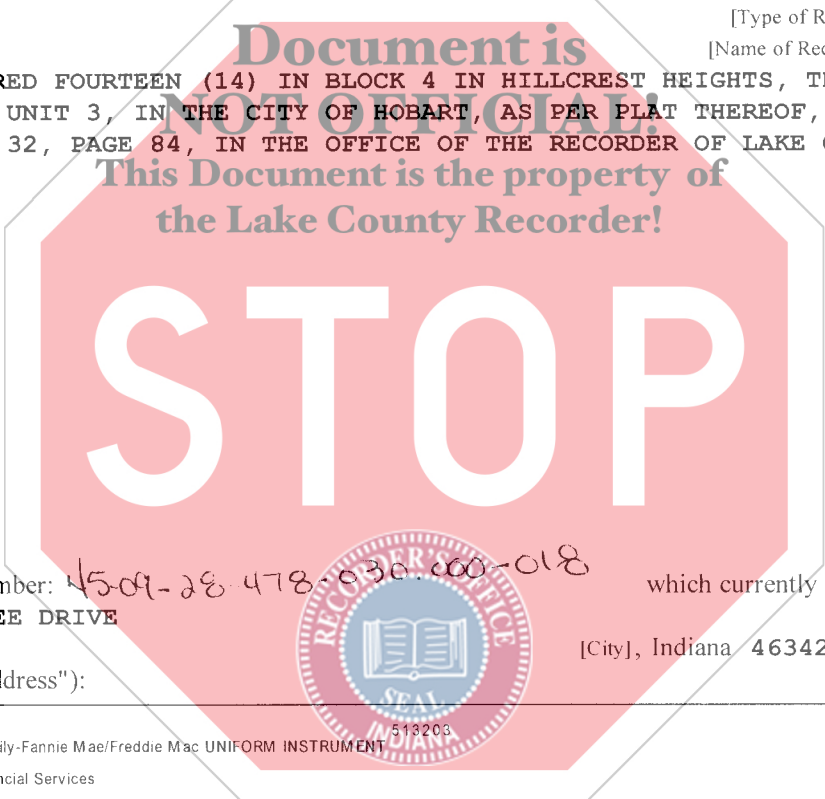 [Type of R
Document is
[Name of Rec
RED FOURTEEN (14) IN BLOCK 4 IN HILLCREST HEIGHTS, T
UNIT 3, IN THE CITY OF HOBART, AS PER PLAT THEREOF,
NOT OFFICIAL!
32, PAGE 84, IN THE OFFICE OF THE RECORDER OF LAKE
This Document is the property of
the Lake County Recorder!
STOP
mber: 45-09-28-478-030.000-018 which currently
EE DRIVE
[City], Indiana 46342
dress"):
RECORDER'S OFFICE
SEAL
INDIANA
513203
ily-Fannie Mae/Freddie Mac UNIFORM INSTRUMENT
ncial Services